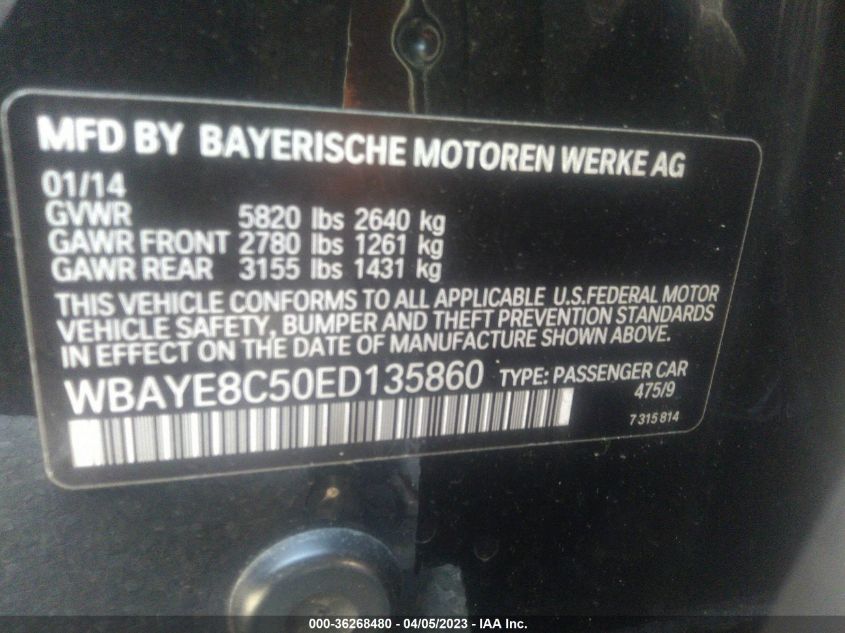 MFD BY BAYERISCHE MOTOREN WERKE AG
01/14
GVWR 5820 lbs 2640 kg
GAWR FRONT 2780 lbs 1261 kg
GAWR REAR 3155 lbs 1431 kg
THIS VEHICLE CONFORMS TO ALL APPLICABLE U.S.FEDERAL MOTOR
VEHICLE SAFETY, BUMPER AND THEFT PREVENTION STANDARDS
IN EFFECT ON THE DATE OF MANUFACTURE SHOWN ABOVE.
WBAYE8C50ED135860 TYPE: PASSENGER CAR
475/9
7 315 814
000-36268480 - 04/05/2023 - IAA Inc.